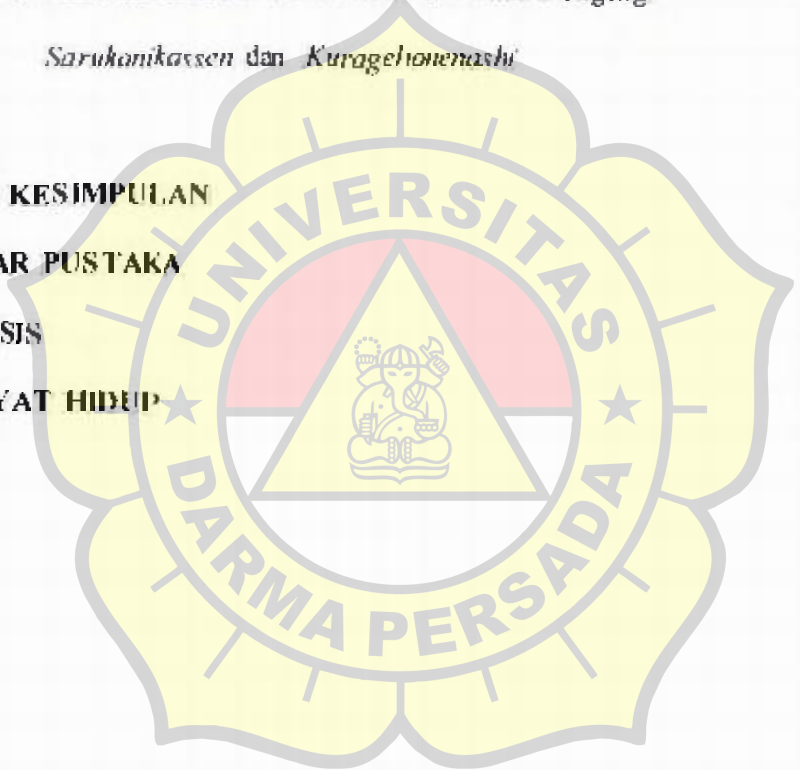 Sarukanikassen dan Kuragehonenashi
KESIMPULAN
AR PUSTAKA
SIS
YAT HIDUP
UNIVERSITAS
DARMA PERSADA